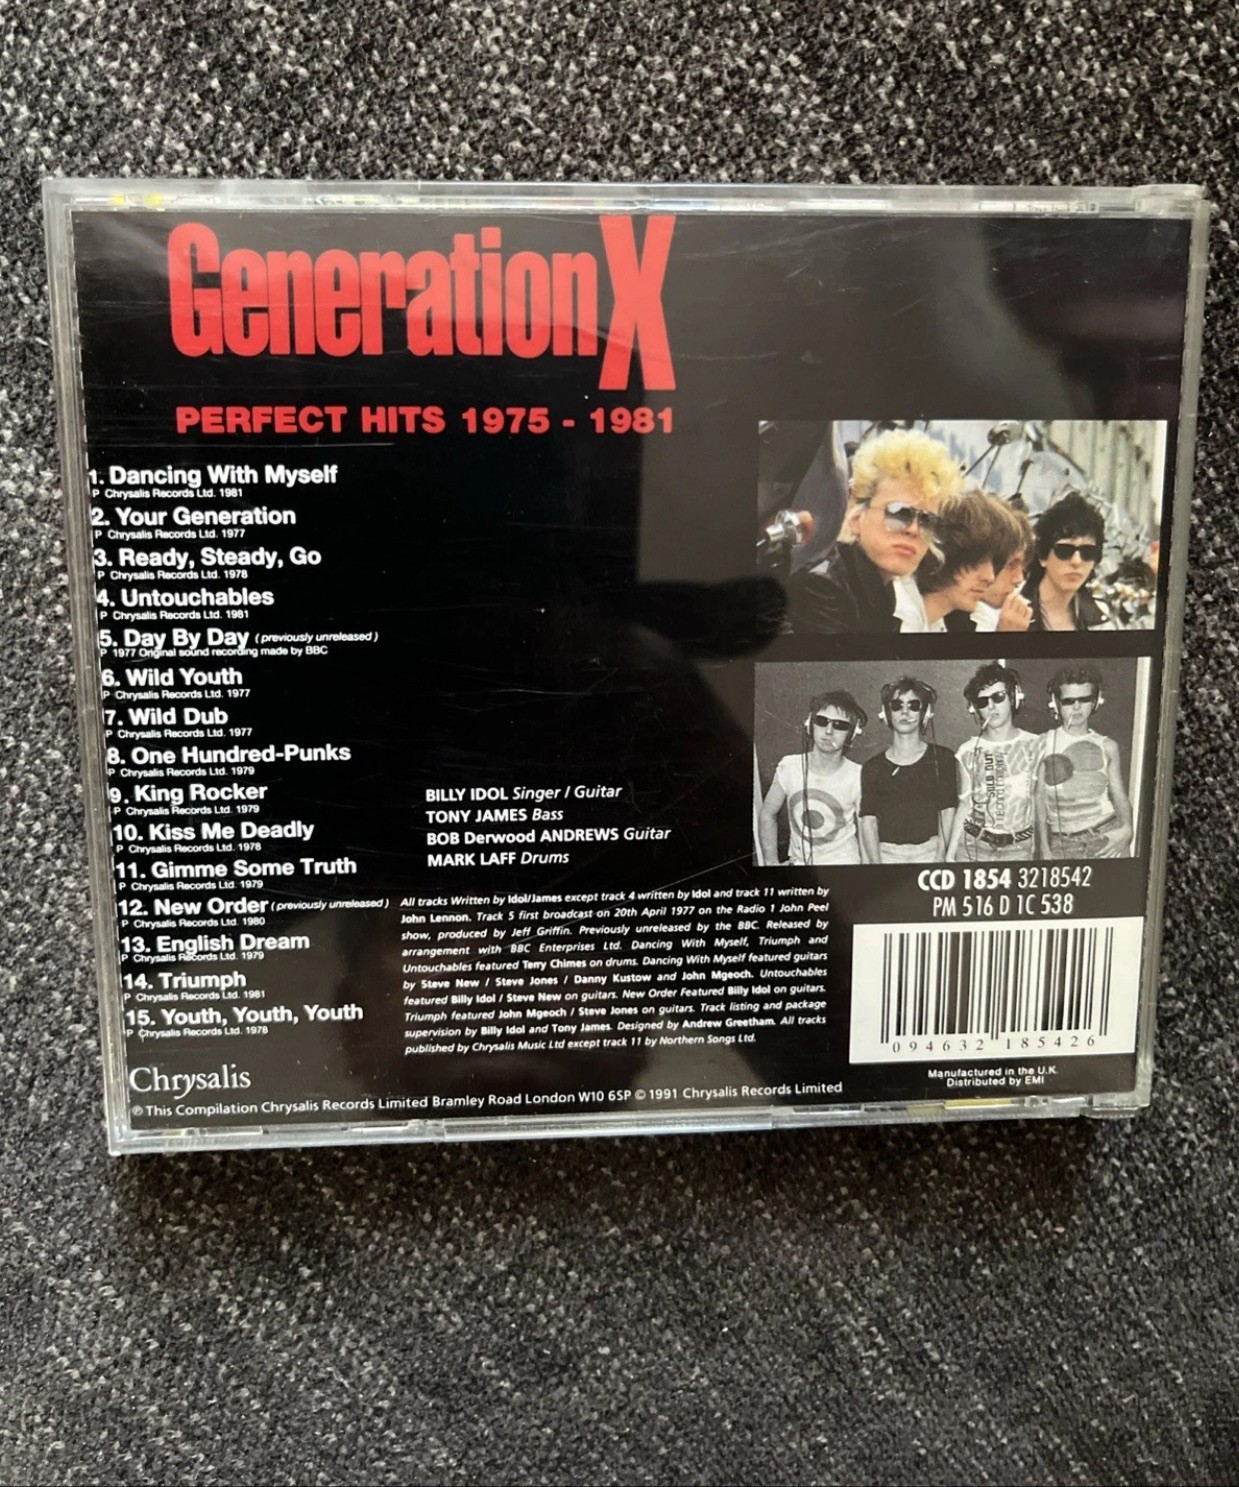 Generation X
PERFECT HITS 1975 - 1981
1. Dancing With Myself
P Chrysalis Records Ltd. 1981
2. Your Generation
P Chrysalis Records Ltd. 1977
3. Ready, Steady, Go
P Chrysalis Records Ltd. 1978
4. Untouchables
P Chrysalis Records Ltd. 1981
5. Day By Day (previously unreleased)
P 1977 Original sound recording made by BBC
6. Wild Youth
P Chrysalis Records Ltd. 1977
7. Wild Dub
P Chrysalis Records Ltd. 1977
8. One Hundred-Punks
P Chrysalis Records Ltd. 1979
9. King Rocker
P Chrysalis Records Ltd. 1979
10. Kiss Me Deadly
P Chrysalis Records Ltd. 1978
11. Gimme Some Truth
P Chrysalis Records Ltd. 1979
12. New Order (previously unreleased)
P Chrysalis Records Ltd. 1980
13. English Dream
P Chrysalis Records Ltd. 1979
14. Triumph
P Chrysalis Records Ltd. 1981
15. Youth, Youth, Youth
P Chrysalis Records Ltd. 1978
BILLY IDOL Singer / Guitar
TONY JAMES Bass
BOB Derwood ANDREWS Guitar
MARK LAFF Drums
All tracks Written by Idol/James except track 4 written by Idol and track 11 written by
John Lennon. Track 5 first broadcast on 20th April 1977 on the Radio 1 John Peel
show, produced by Jeff Griffin. Previously unreleased by the BBC. Released by
arrangement with BBC Enterprises Ltd. Dancing With Myself, Triumph and
Untouchables featured Terry Chimes on drums. Dancing With Myself featured guitars
by Steve New / Steve Jones / Danny Kustow and John Mgeoch. Untouchables
featured Billy Idol / Steve New on guitars. New Order Featured Billy Idol on guitars.
Triumph featured John Mgeoch / Steve Jones on guitars. Track listing and package
supervision by Billy Idol and Tony James. Designed by Andrew Greetham. All tracks
published by Chrysalis Music Ltd except track 11 by Northern Songs Ltd.
CCD 1854 3218542
PM 516 D 1C 538
0 94632 18542 6
Manufactured in the U.K.
Distributed by EMI
Chrysalis
℗ This Compilation Chrysalis Records Limited Bramley Road London W10 6SP © 1991 Chrysalis Records Limited